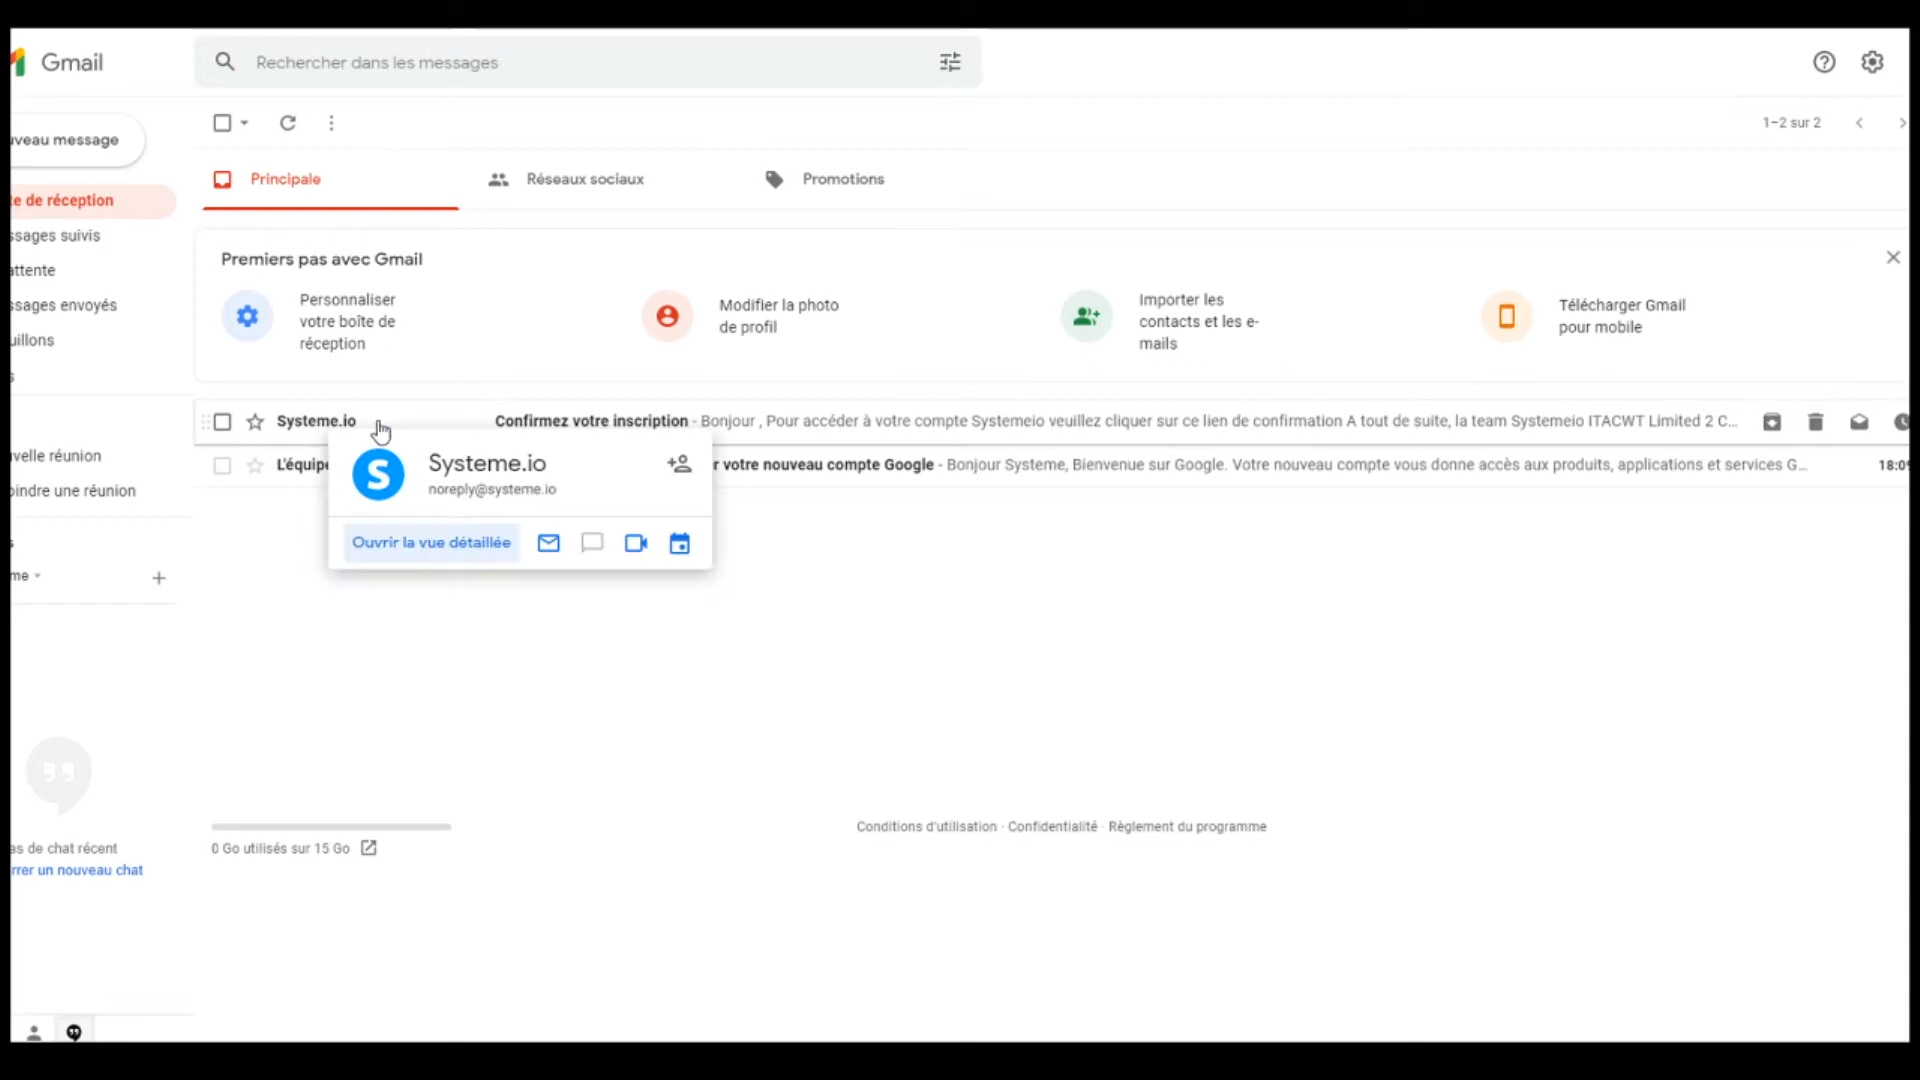 Gmail
Rechercher dans les messages
uveau message
1–2 sur 2
Principale
Réseaux sociaux
Promotions
te de réception
ssages suivis
attente
ssages envoyés
uillons
s
Premiers pas avec Gmail
Personnaliser
votre boîte de
réception
Modifier la photo
de profil
Importer les
contacts et les e-
mails
Télécharger Gmail
pour mobile
Systeme.io
Confirmez votre inscription - Bonjour , Pour accéder à votre compte Systemeio veuillez cliquer sur ce lien de confirmation A tout de suite, la team Systemeio ITACWT Limited 2 C...
L'équipe
r votre nouveau compte Google - Bonjour Systeme, Bienvenue sur Google. Votre nouveau compte vous donne accès aux produits, applications et services G...
18:09
S
Systeme.io
noreply@systeme.io
Ouvrir la vue détaillée
uvelle réunion
oindre une réunion
s
me
as de chat récent
rrer un nouveau chat
0 Go utilisés sur 15 Go
Conditions d'utilisation · Confidentialité · Règlement du programme